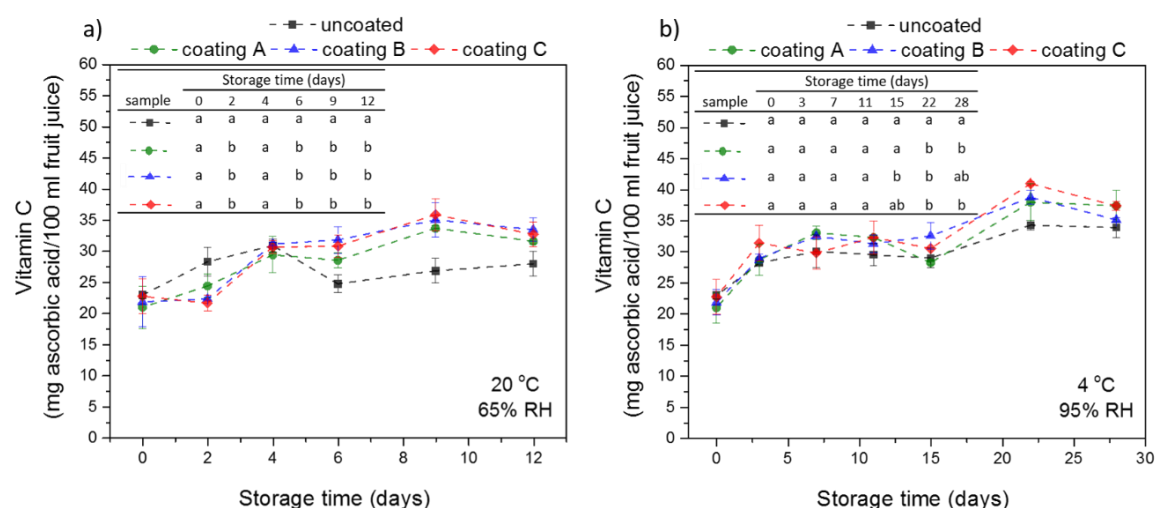 a)
uncoated
coating A coating B coating C
Storage time (days)
sample 0 2 4 6 9 12
a a a a a a
a b a b b b
a b a b b b
a b a b b b
60
55
50
45
40
35
30
25
20
15
10
5
0
Vitamin C
(mg ascorbic acid/100 ml fruit juice)
20 °C
65% RH
0 2 4 6 8 10 12
Storage time (days)
b)
uncoated
coating A coating B coating C
Storage time (days)
sample 0 3 7 11 15 22 28
a a a a a a a
a a a a a b b
a a a a b b ab
a a a a ab b b
60
55
50
45
40
35
30
25
20
15
10
5
0
Vitamin C
(mg ascorbic acid/100 ml fruit juice)
4 °C
95% RH
0 5 10 15 20 25 30
Storage time (days)